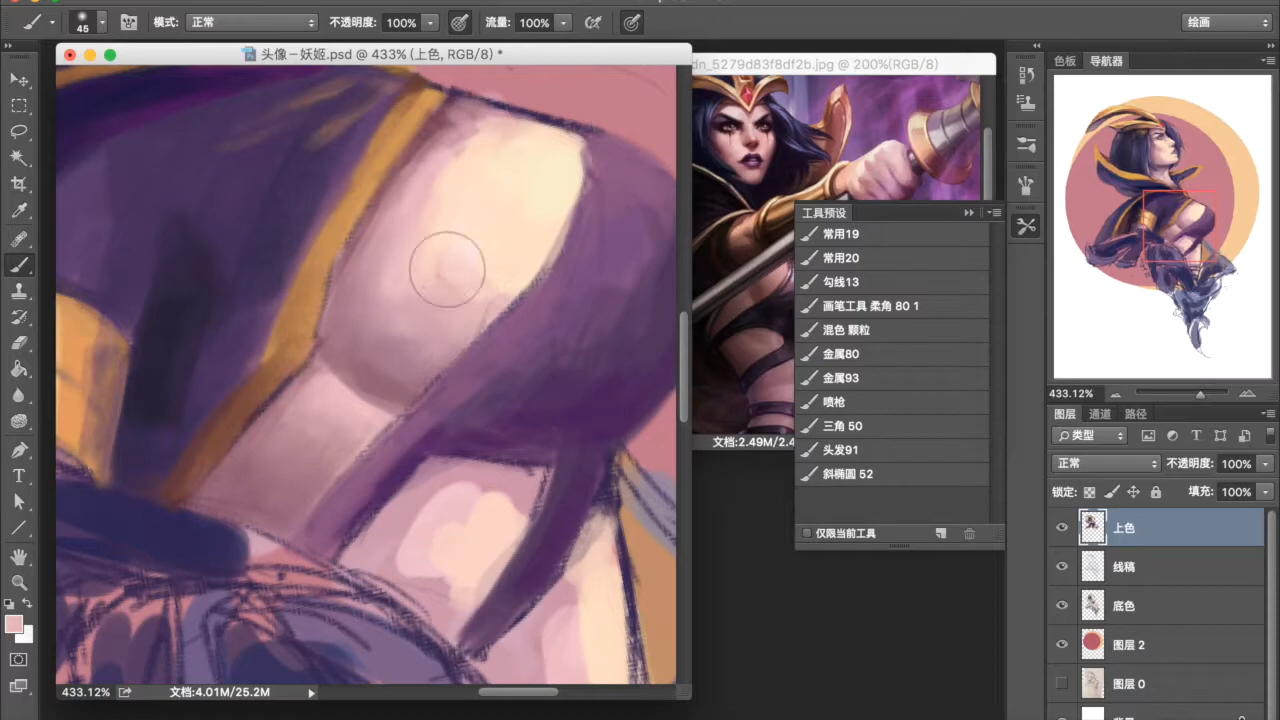 45
模式: 正常
不透明度: 100%
流量: 100%
绘画
头像－妖姬.psd @ 433% (上色, RGB/8) *
dn_5279d83f8df2b.jpg @ 200%(RGB/8)
色板 导航器
工具预设
常用19
常用20
勾线13
画笔工具 柔角 80 1
混色 颗粒
金属80
金属93
喷枪
三角 50
头发91
斜椭圆 52
仅限当前工具
文档:2.49M/2.4
433.12%
图层 通道 路径
类型
正常 不透明度: 100%
锁定: 填充: 100%
上色
线稿
底色
图层 2
图层 0
433.12% 文档:4.01M/25.2M